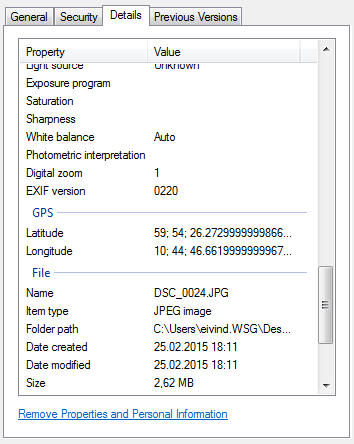 General Security Details Previous Versions
Property Value
Light source Unknown
Exposure program
Saturation
Sharpness
White balance Auto
Photometric interpretation
Digital zoom 1
EXIF version 0220
GPS
Latitude 59; 54; 26.2729999999866...
Longitude 10; 44; 46.6619999999967...
File
Name DSC_0024.JPG
Item type JPEG image
Folder path C:\Users\eivind.WSG\Des...
Date created 25.02.2015 18:11
Date modified 25.02.2015 18:11
Size 2,62 MB
Remove Properties and Personal Information